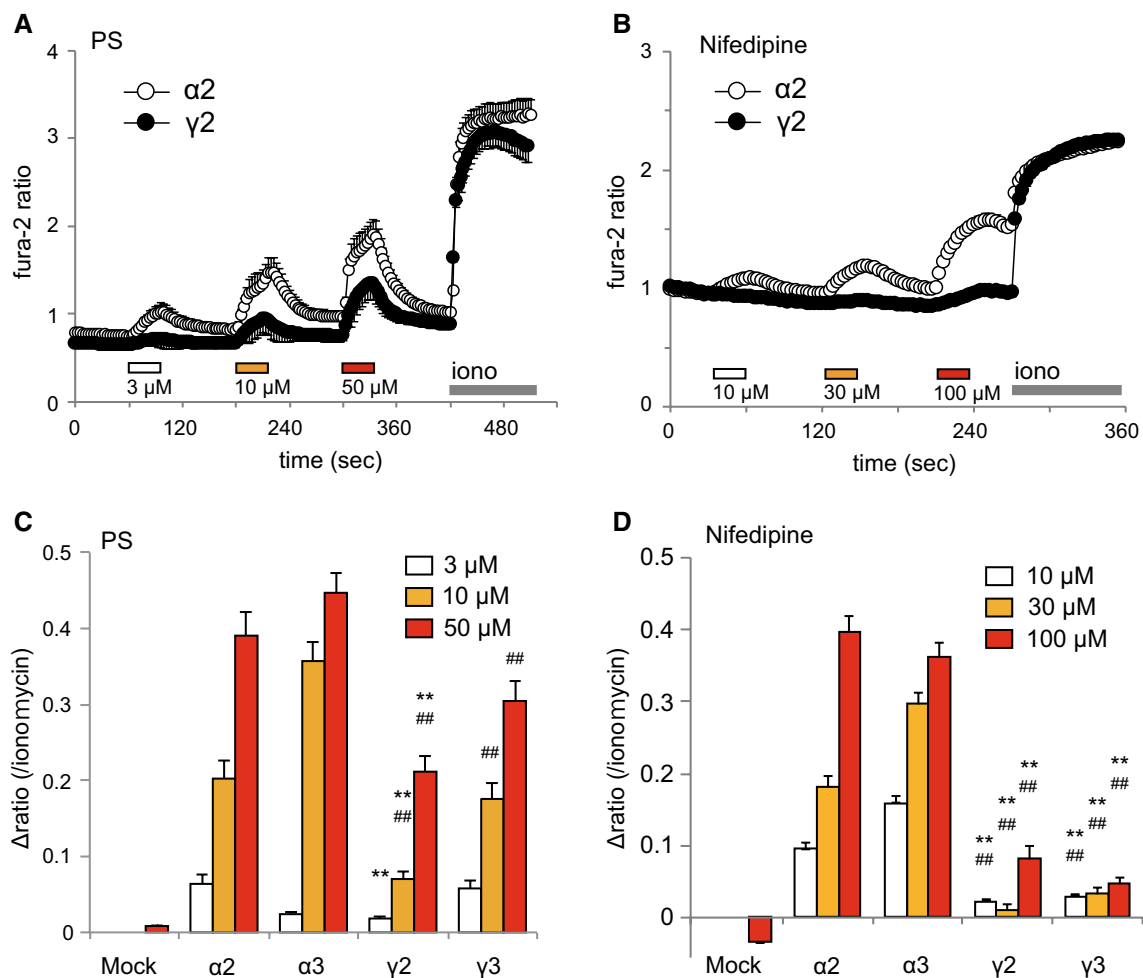 A
PS
4
3
2
1
0
fura-2 ratio
α2
γ2
3 μM
10 μM
50 μM
iono
0
120
240
360
480
time (sec)
B
Nifedipine
3
2
1
0
fura-2 ratio
α2
γ2
10 μM
30 μM
100 μM
iono
0
120
240
360
time (sec)
C
PS
0.5
0.4
0.3
0.2
0.1
0
Δratio (/ionomycin)
3 μM
10 μM
50 μM
**
**
##
**
##
##
##
Mock
α2
α3
γ2
γ3
D
Nifedipine
0.5
0.4
0.3
0.2
0.1
0
Δratio (/ionomycin)
10 μM
30 μM
100 μM
**
##
**
##
**
##
**
##
**
##
**
##
Mock
α2
α3
γ2
γ3